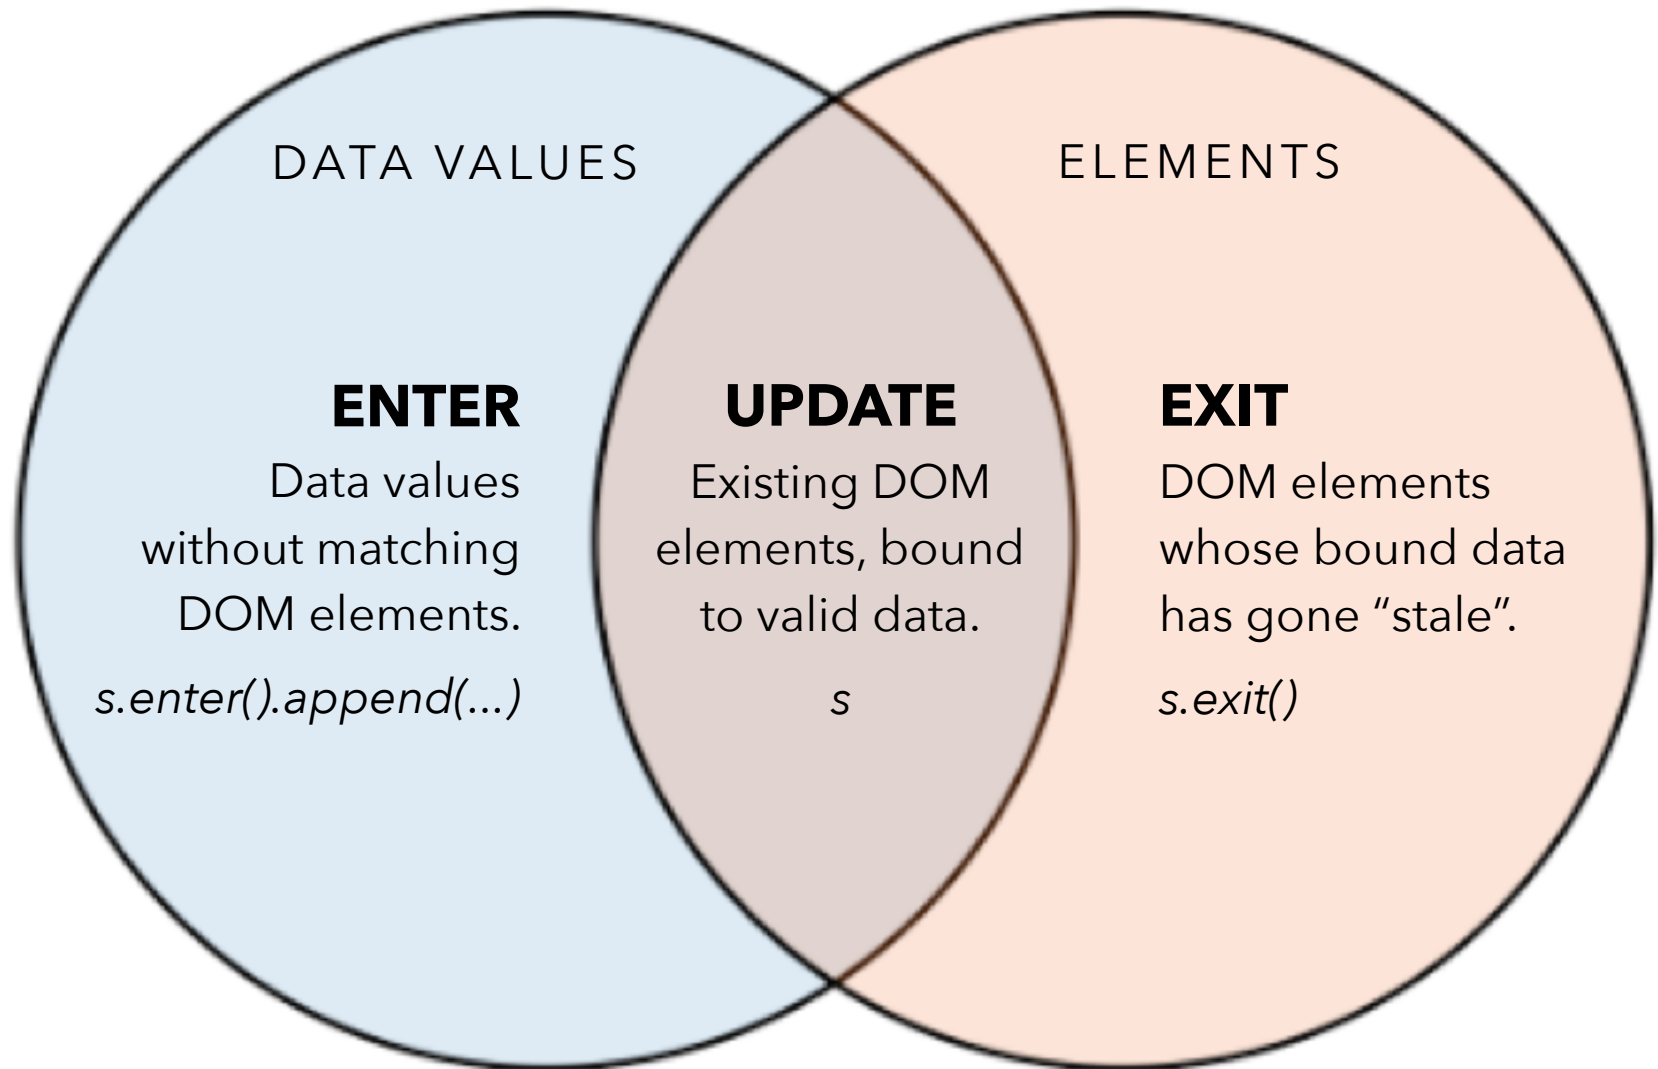 DATA VALUES
ELEMENTS
ENTER
Data values
without matching
DOM elements.
s.enter().append(...)
UPDATE
Existing DOM
elements, bound
to valid data.
s
EXIT
DOM elements
whose bound data
has gone “stale”.
s.exit()